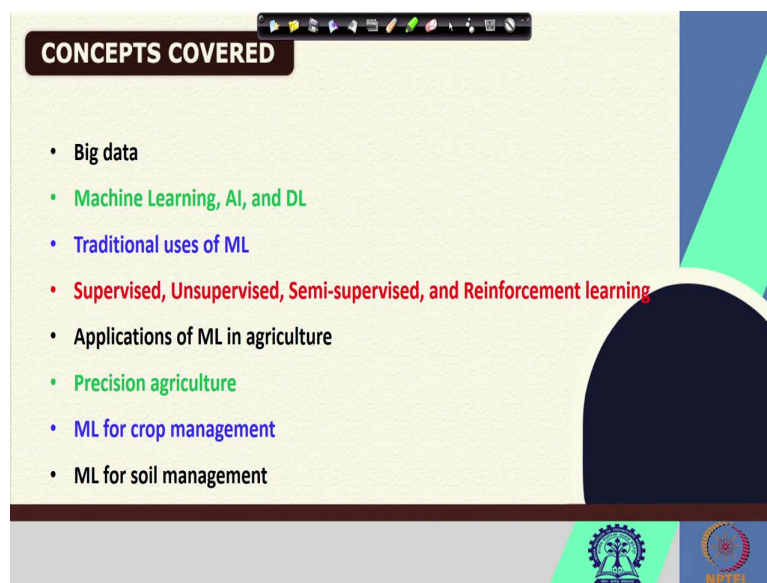 CONCEPTS COVERED
• Big data
• Machine Learning, AI, and DL
• Traditional uses of ML
• Supervised, Unsupervised, Semi-supervised, and Reinforcement learning
• Applications of ML in agriculture
• Precision agriculture
• ML for crop management
• ML for soil management
NPTEL